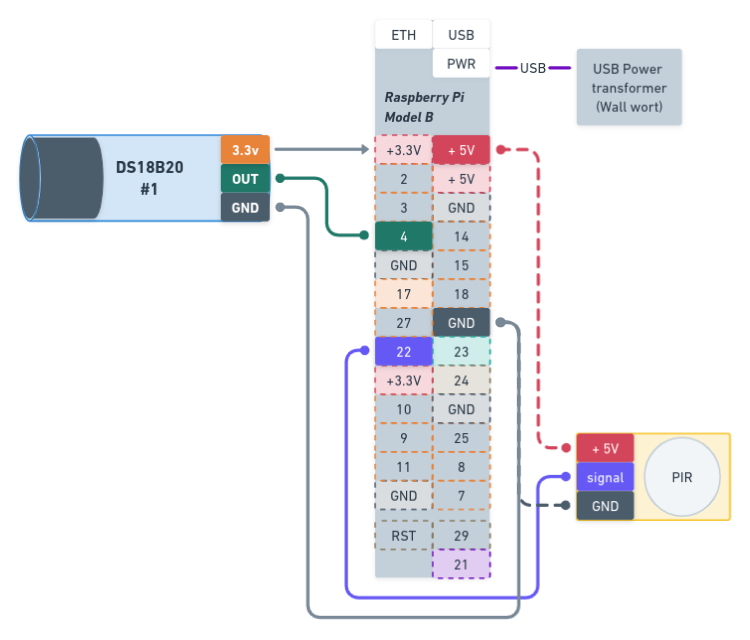 ETH USB
PWR
USB
USB Power
transformer
(Wall wort)
Raspberry Pi
Model B
DS18B20
#1
3.3v
OUT
GND
+3.3V + 5V
2 + 5V
3 GND
4 14
GND 15
17 18
27 GND
22 23
+3.3V 24
10 GND
9 25
11 8
GND 7
RST 29
21
+ 5V
signal
GND
PIR